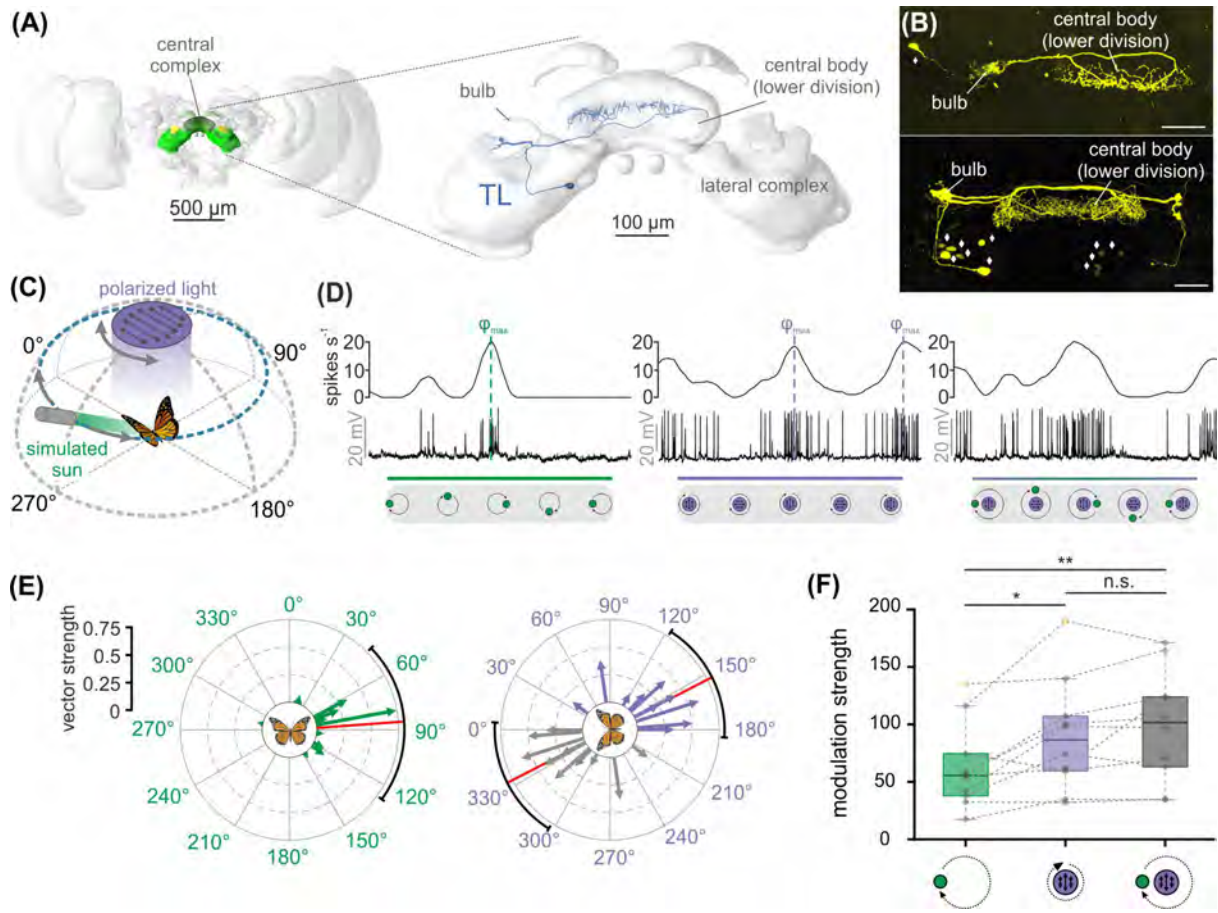 (A)
central
complex
500 µm
bulb
central body
(lower division)
TL
lateral complex
100 µm
(B)
central body
(lower division)
bulb
bulb
central body
(lower division)
(C)
polarized light
0°
90°
simulated
sun
270°
180°
(D)
φmax
φmax
φmax
spikes s⁻¹
20
10
0
20
10
0
20
10
0
20 mV
20 mV
20 mV
(E)
vector strength
0.75
0.5
0.25
0
0°
30°
60°
90°
120°
150°
180°
210°
240°
270°
300°
330°
90°
120°
150°
180°
210°
240°
270°
300°
330°
0°
30°
60°
(F)
**
*
n.s.
modulation strength
200
150
100
50
0